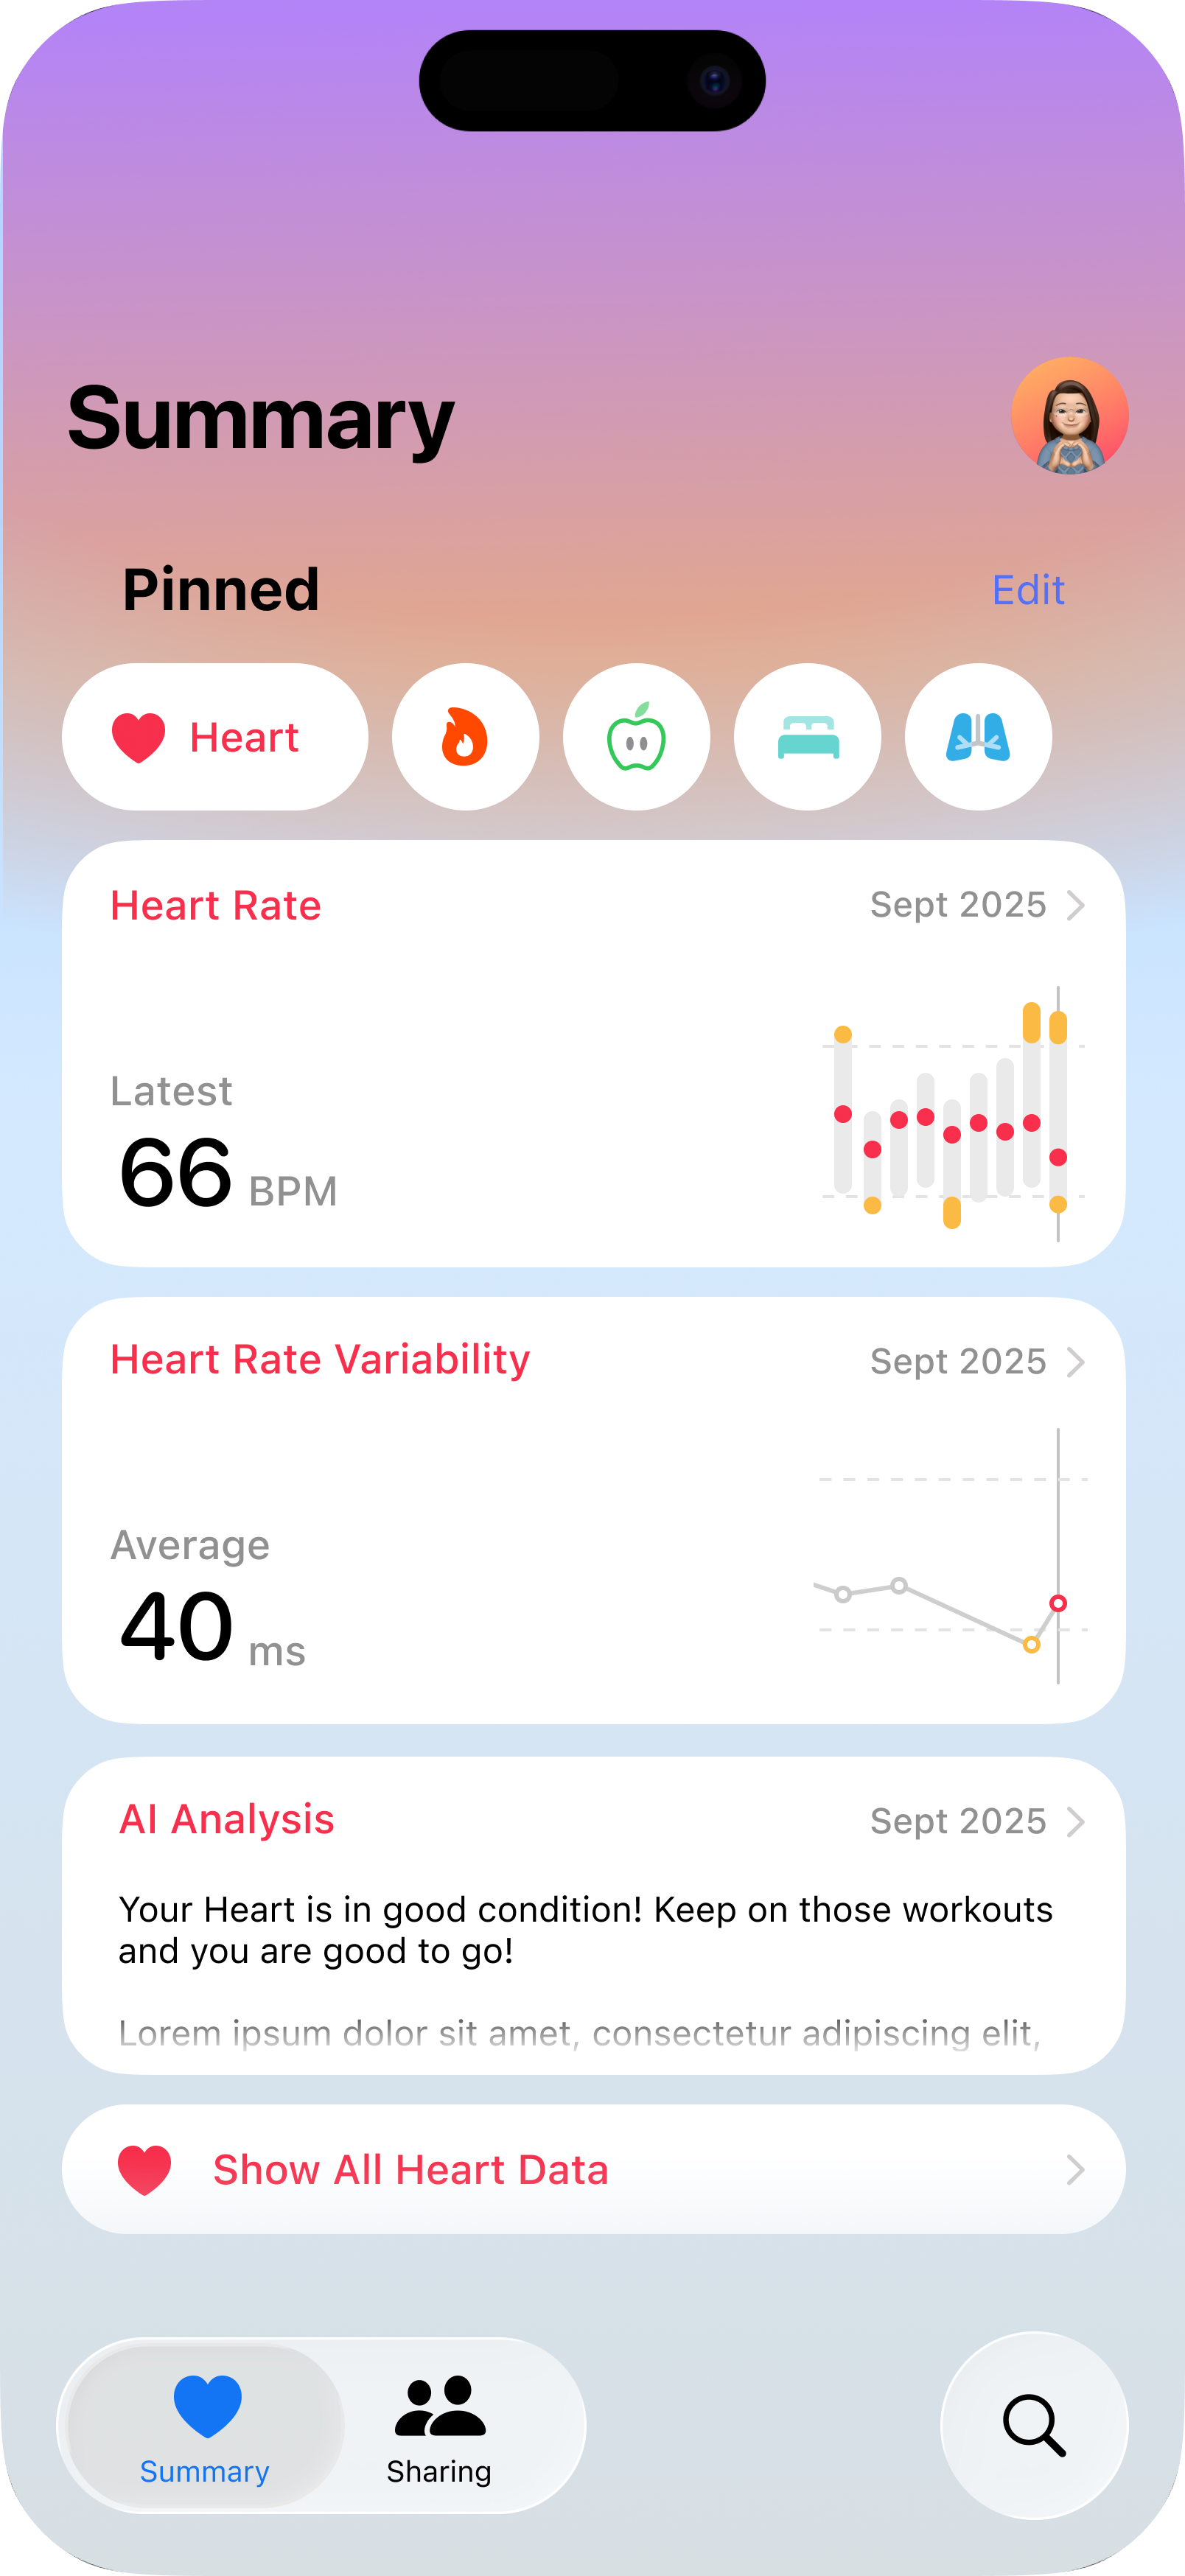 Summary
Pinned
Edit
Heart
Heart Rate
Sept 2025
Latest
66 BPM
Heart Rate Variability
Sept 2025
Average
40 ms
AI Analysis
Sept 2025
Your Heart is in good condition! Keep on those workouts
and you are good to go!
Lorem ipsum dolor sit amet, consectetur adipiscing elit,
Show All Heart Data
Summary
Sharing